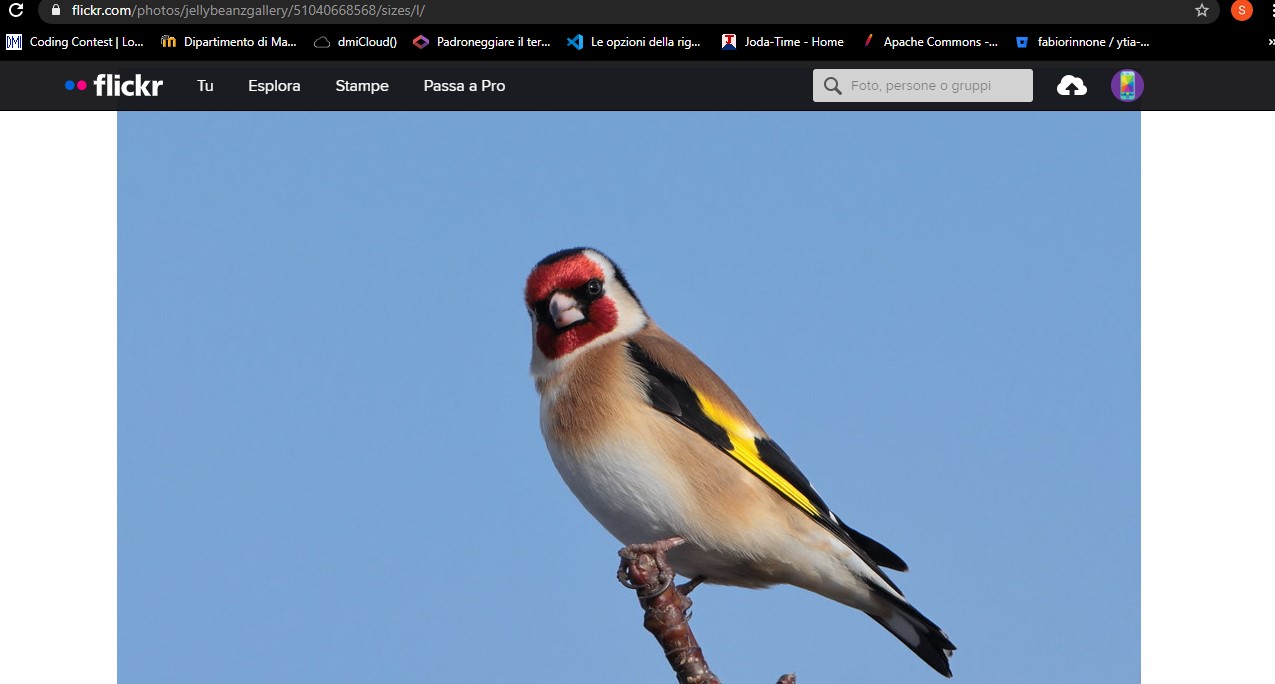 flickr.com/photos/jellybeanzgallery/51040668568/sizes/l/
S
DMI Coding Contest | Lo... Dipartimento di Ma... dmiCloud() Padroneggiare il ter... Le opzioni della rig... Joda-Time - Home Apache Commons -... fabiorinnone / ytia-... »
flickr Tu Esplora Stampe Passa a Pro Foto, persone o gruppi